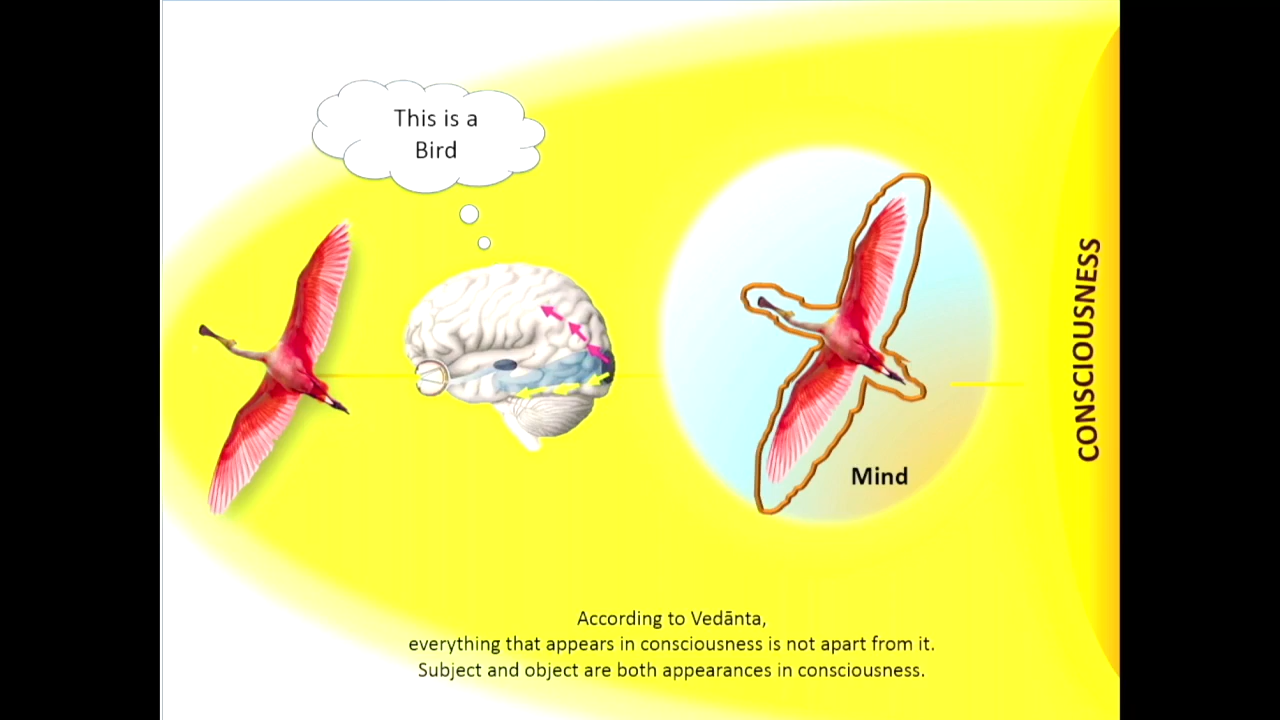 This is a
Bird
Mind
CONSCIOUSNESS
According to Vedānta,
everything that appears in consciousness is not apart from it.
Subject and object are both appearances in consciousness.